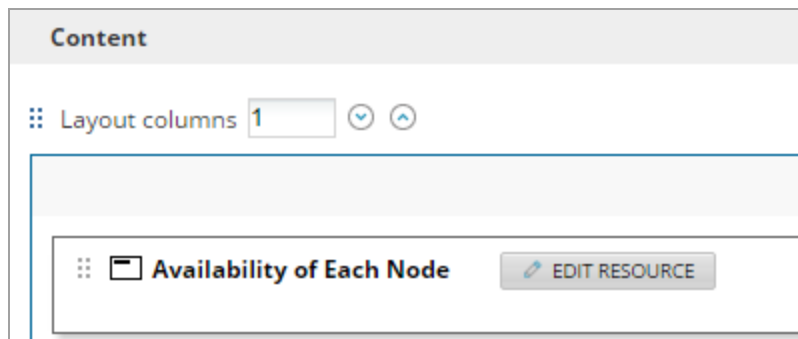 Content
Layout columns 1
Availability of Each Node EDIT RESOURCE